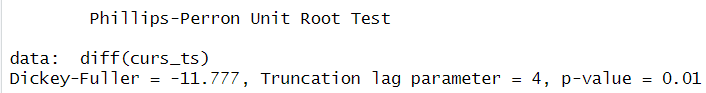 Phillips-Perron Unit Root Test
data:  diff(curs_ts)
Dickey-Fuller = -11.777, Truncation lag parameter = 4, p-value = 0.01